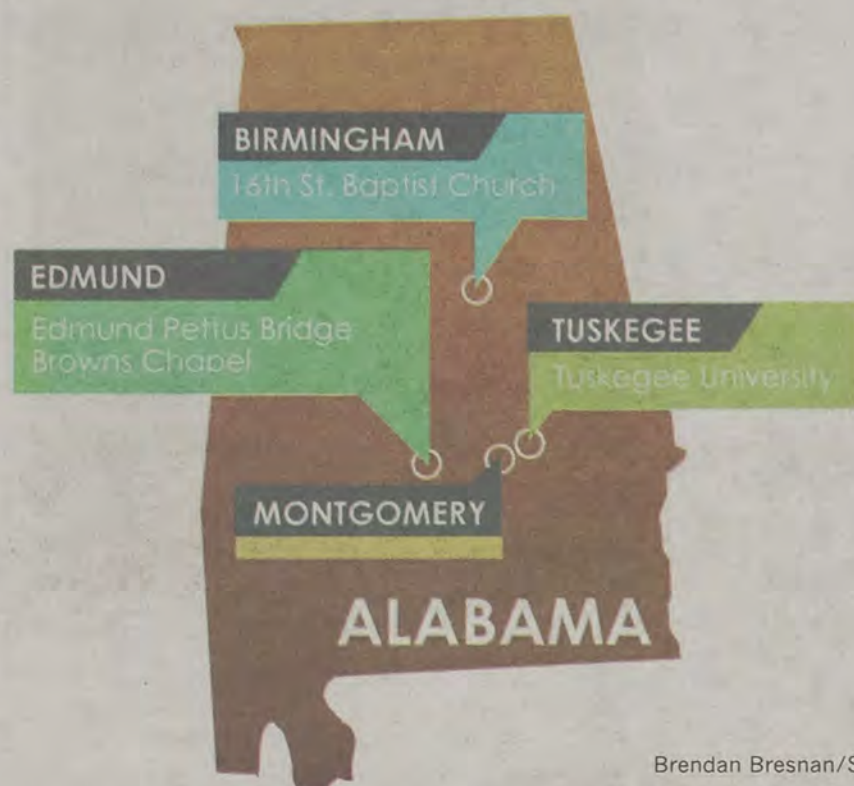 BIRMINGHAM
16th St. Baptist Church
EDMUND
Edmund Pettus Bridge
Browns Chapel
TUSKEGEE
Tuskegee University
MONTGOMERY
ALABAMA
Brendan Bresnan/S